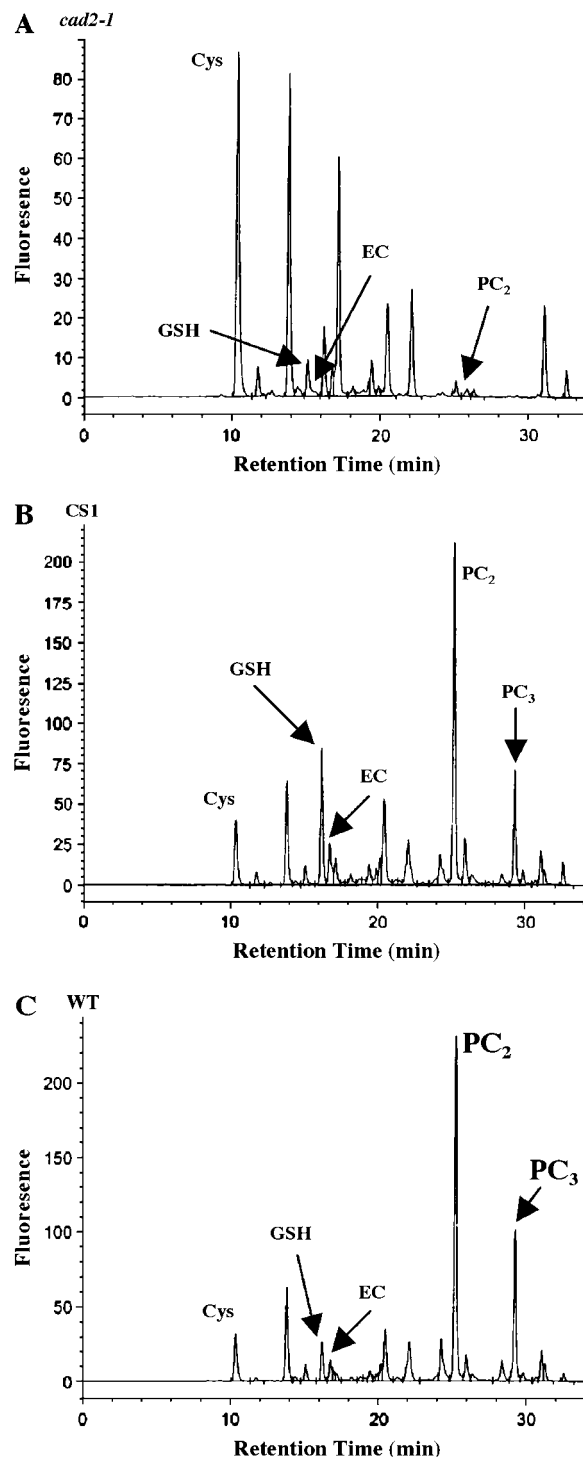 A cad2-1
Cys
80
70
60
50
40
30
20
10
0
Fluoresence
GSH
EC
PC₂
0 10 20 30
Retention Time (min)
B CS1
200
175
150
125
100
75
50
25
0
Fluoresence
Cys
GSH
EC
PC₂
PC₃
0 10 20 30
Retention Time (min)
C WT
200
150
100
50
0
Fluoresence
Cys
GSH
EC
PC₂
PC₃
0 10 20 30
Retention Time (min)